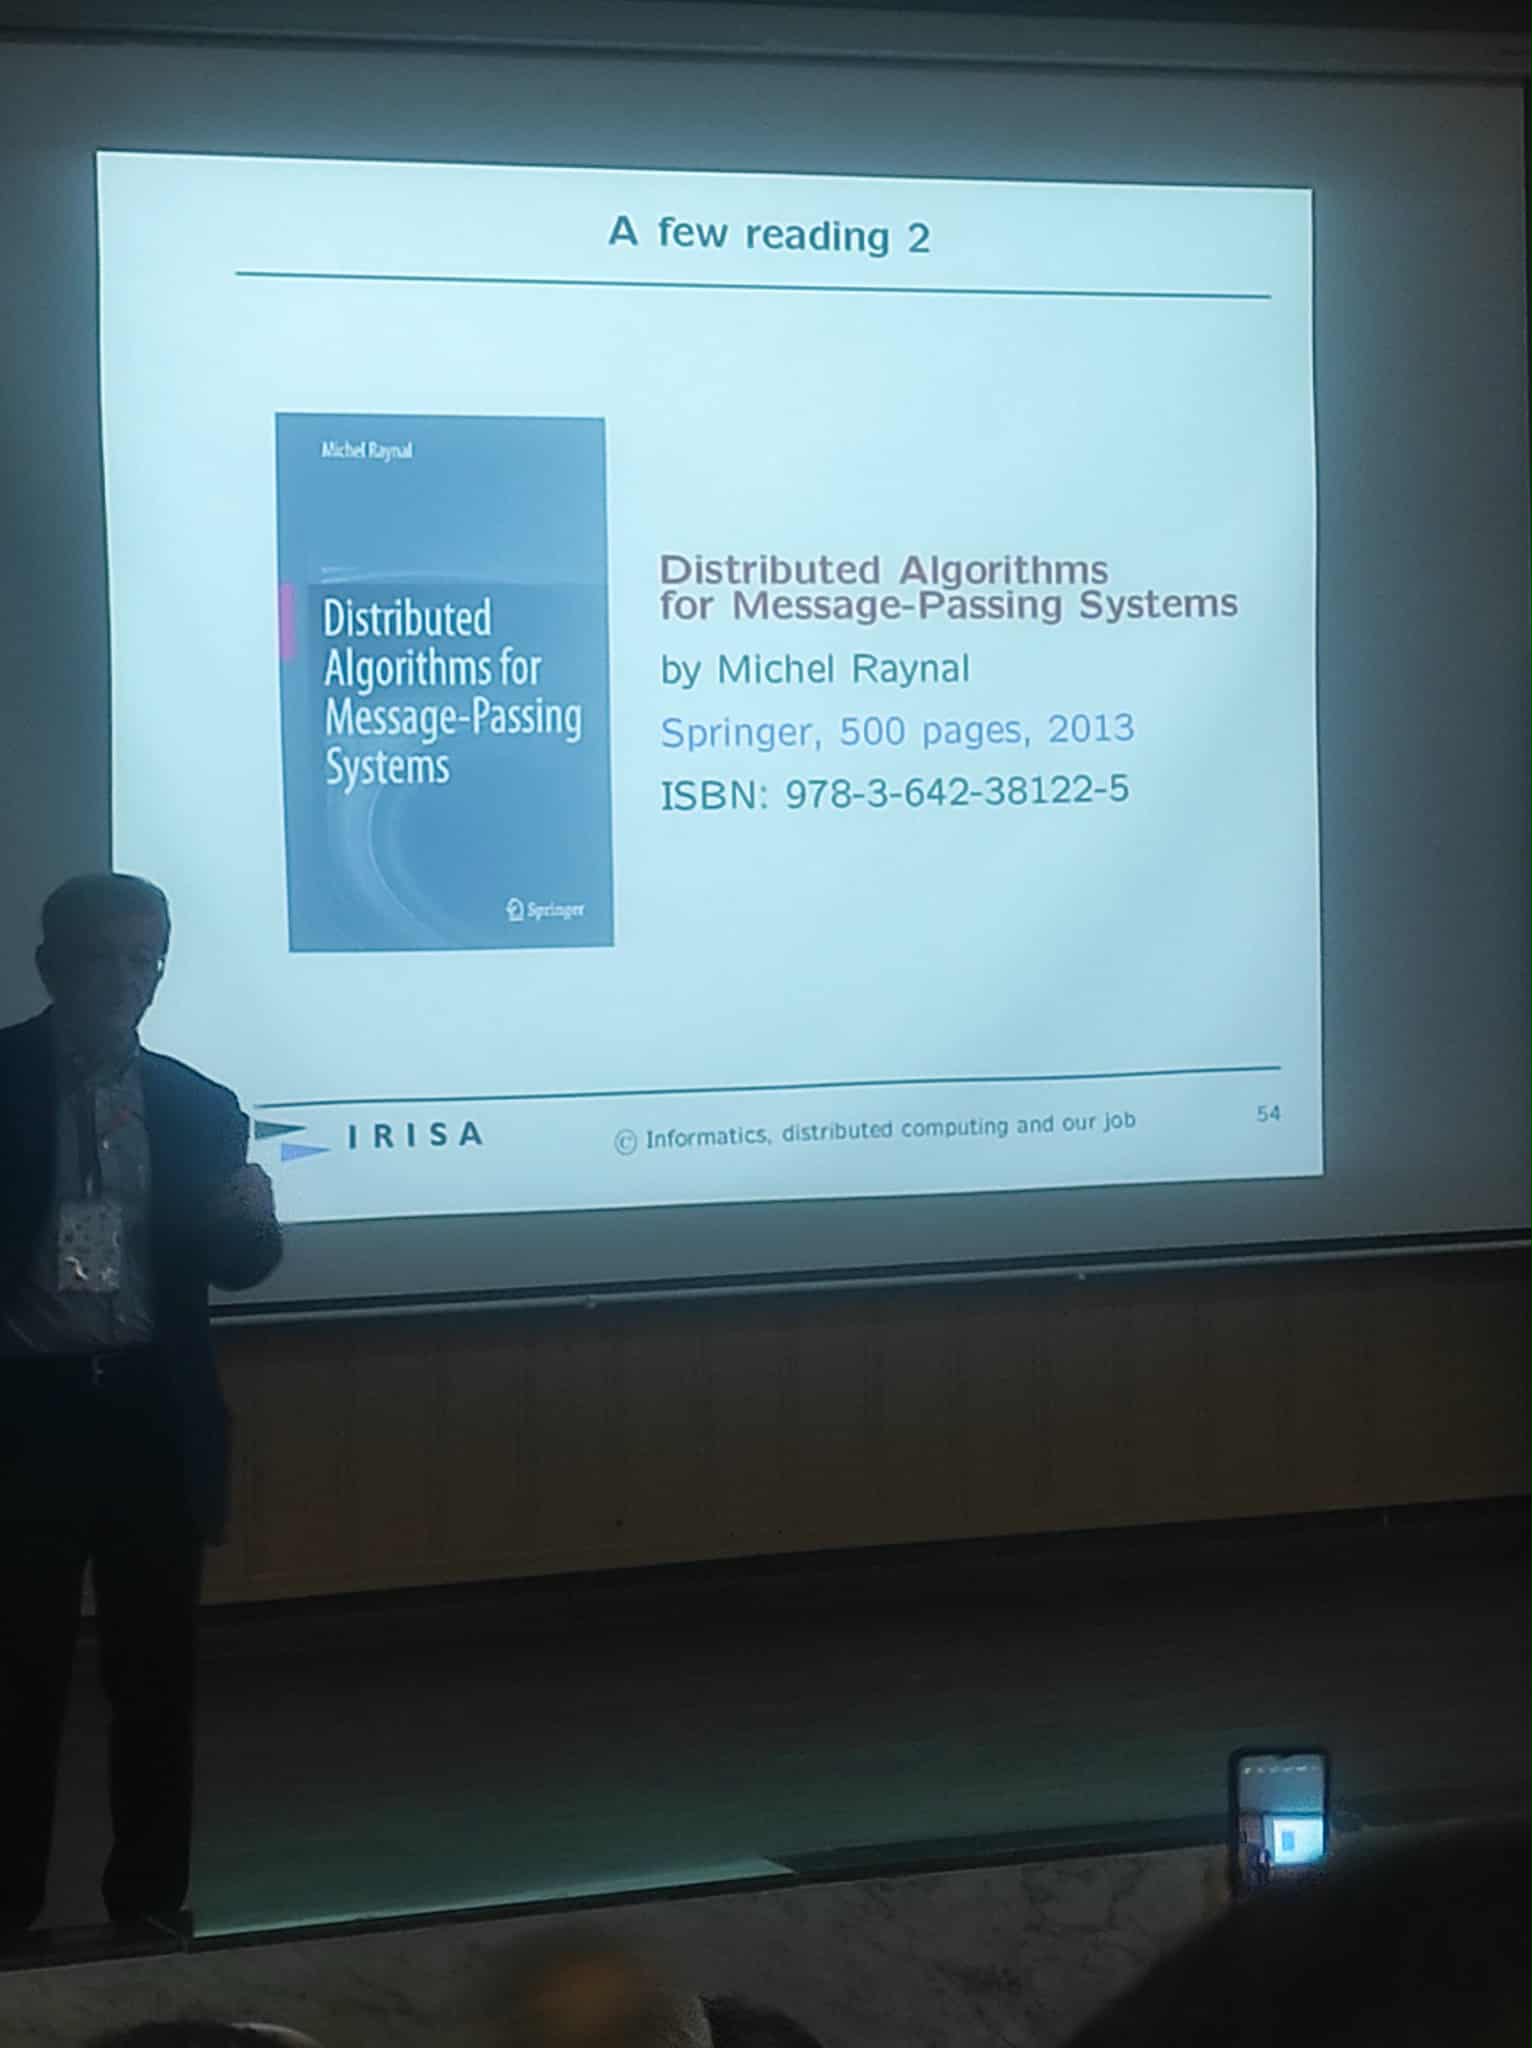 A few reading 2
Michel Raynal
Distributed
Algorithms for
Message-Passing
Systems
Springer
Distributed Algorithms
for Message-Passing Systems
by Michel Raynal
Springer, 500 pages, 2013
ISBN: 978-3-642-38122-5
IRISA
© Informatics, distributed computing and our job
54